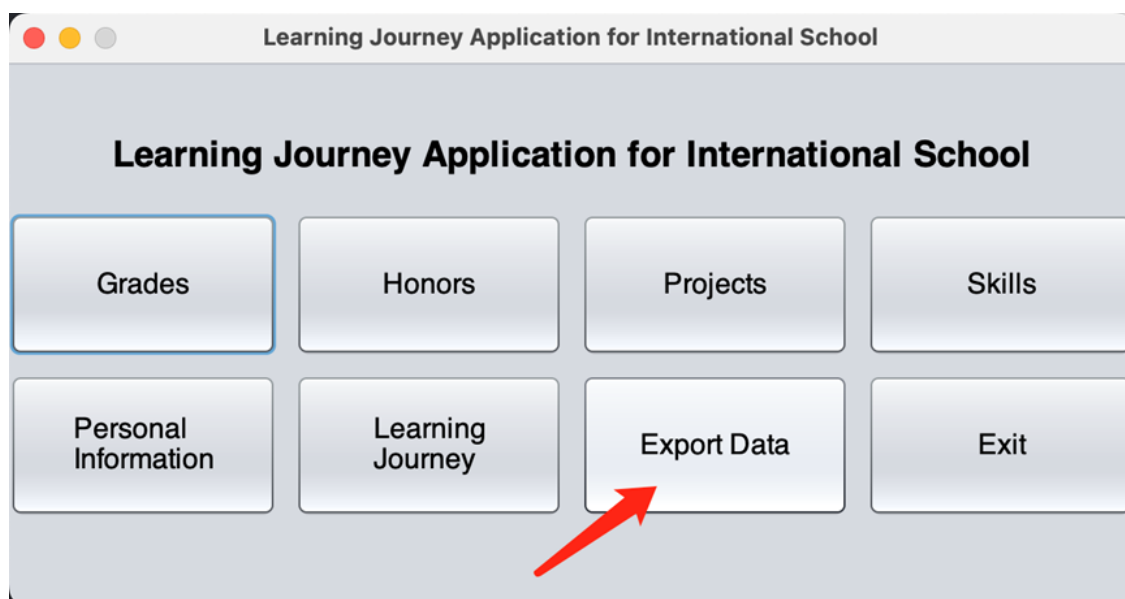 Learning Journey Application for International School
Learning Journey Application for International School
Grades
Honors
Projects
Skills
Personal
Information
Learning
Journey
Export Data
Exit